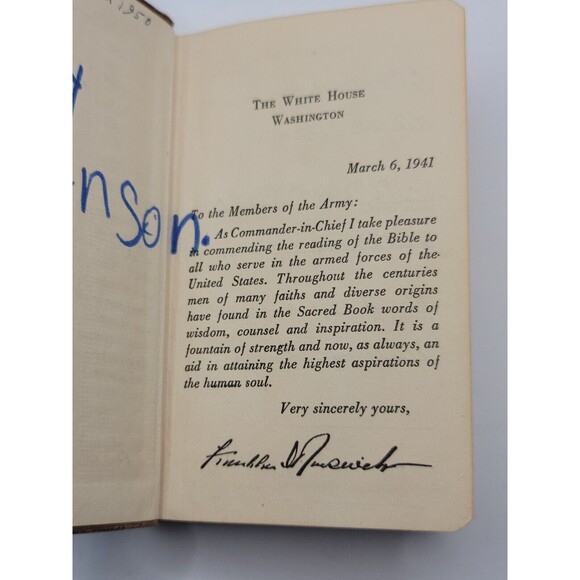 1950
nson.
THE WHITE HOUSE
WASHINGTON
March 6, 1941
To the Members of the Army:
As Commander-in-Chief I take pleasure
in commending the reading of the Bible to
all who serve in the armed forces of the
United States. Throughout the centuries
men of many faiths and diverse origins
have found in the Sacred Book words of
wisdom, counsel and inspiration. It is a
fountain of strength and now, as always, an
aid in attaining the highest aspirations of
the human soul.
Very sincerely yours,
Franklin D Roosevelt